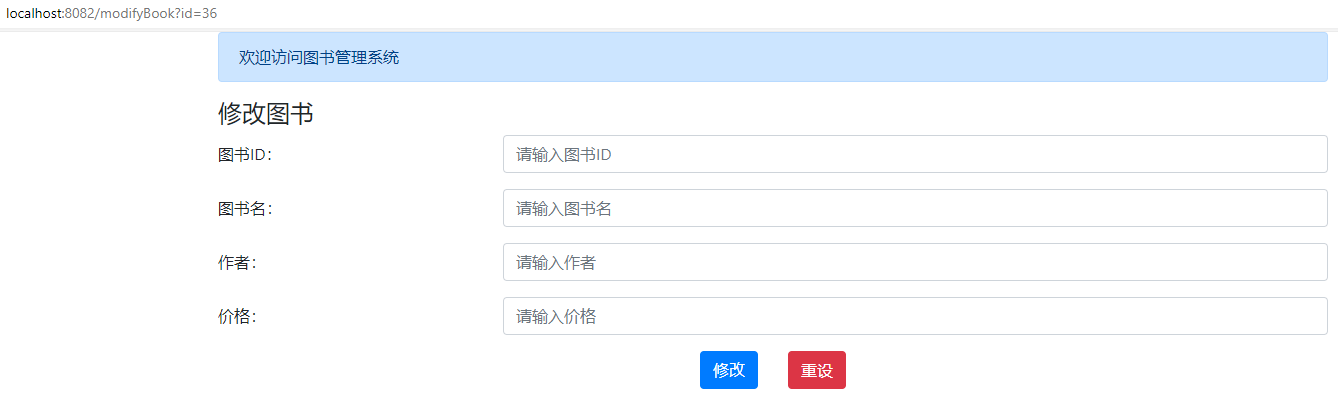 localhost:8082/modifyBook?id=36
欢迎访问图书管理系统
修改图书
图书ID：
请输入图书ID
图书名：
请输入图书名
作者：
请输入作者
价格：
请输入价格
修改 重设